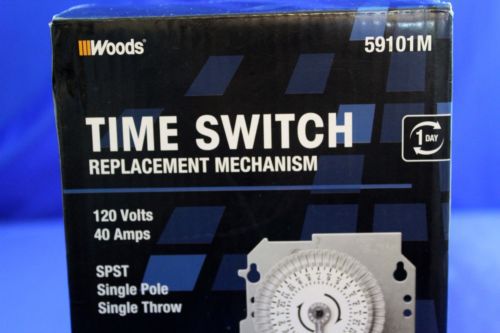 Woods®
59101M
TIME SWITCH
REPLACEMENT MECHANISM
1
DAY
120 Volts
40 Amps
SPST
Single Pole
Single Throw